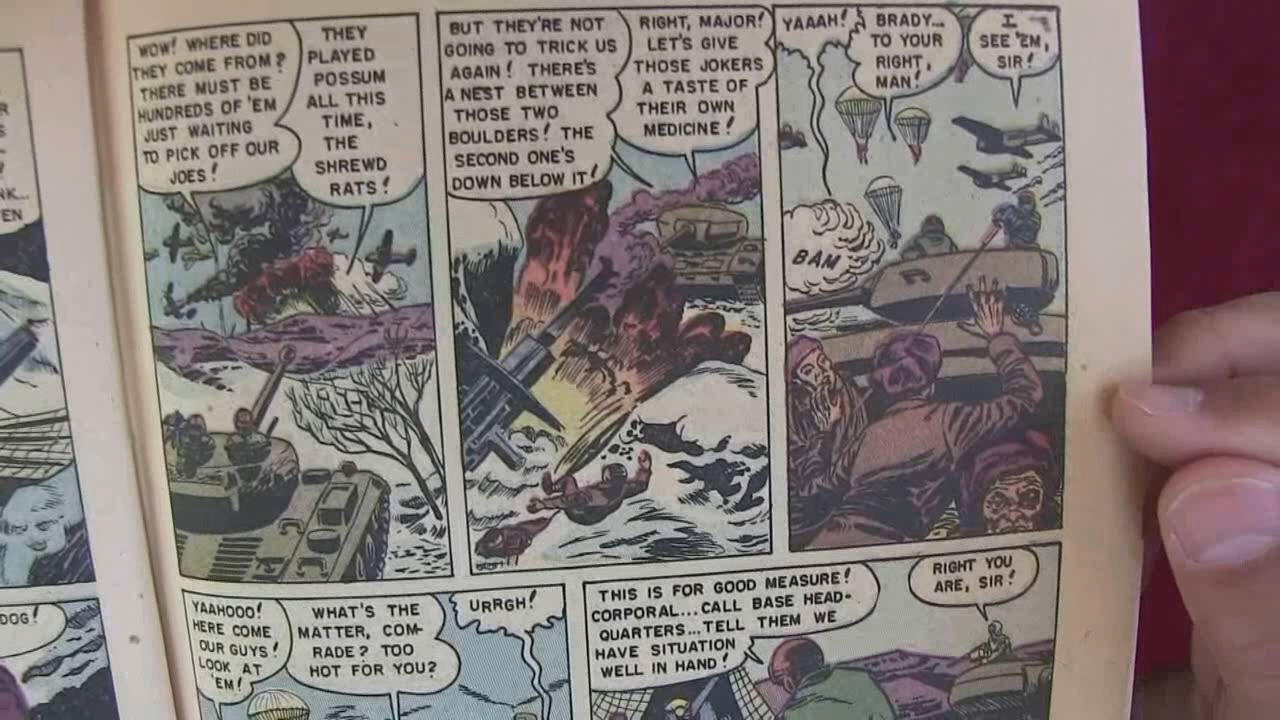 WOW! WHERE DID
THEY COME FROM?
THERE MUST BE
HUNDREDS OF 'EM
JUST WAITING
TO PICK OFF OUR
JOES!
THEY
PLAYED
POSSUM
ALL THIS
TIME,
THE
SHREWD
RATS!
BUT THEY'RE NOT
GOING TO TRICK US
AGAIN! THERE'S
A NEST BETWEEN
THOSE TWO
BOULDERS! THE
SECOND ONE'S
DOWN BELOW IT!
RIGHT, MAJOR!
LET'S GIVE
THOSE JOKERS
A TASTE OF
THEIR OWN
MEDICINE!
YAAAH!
BRADY...
TO YOUR
RIGHT,
MAN!
I
SEE 'EM,
SIR!
BAM
DOG!
YAAHOOO!
HERE COME
OUR GUYS!
LOOK AT
'EM!
WHAT'S THE
MATTER, COM-
RADE? TOO
HOT FOR YOU?
URRGH!
THIS IS FOR GOOD MEASURE!
CORPORAL...CALL BASE HEAD-
QUARTERS...TELL THEM WE
HAVE SITUATION
WELL IN HAND!
RIGHT YOU
ARE, SIR!